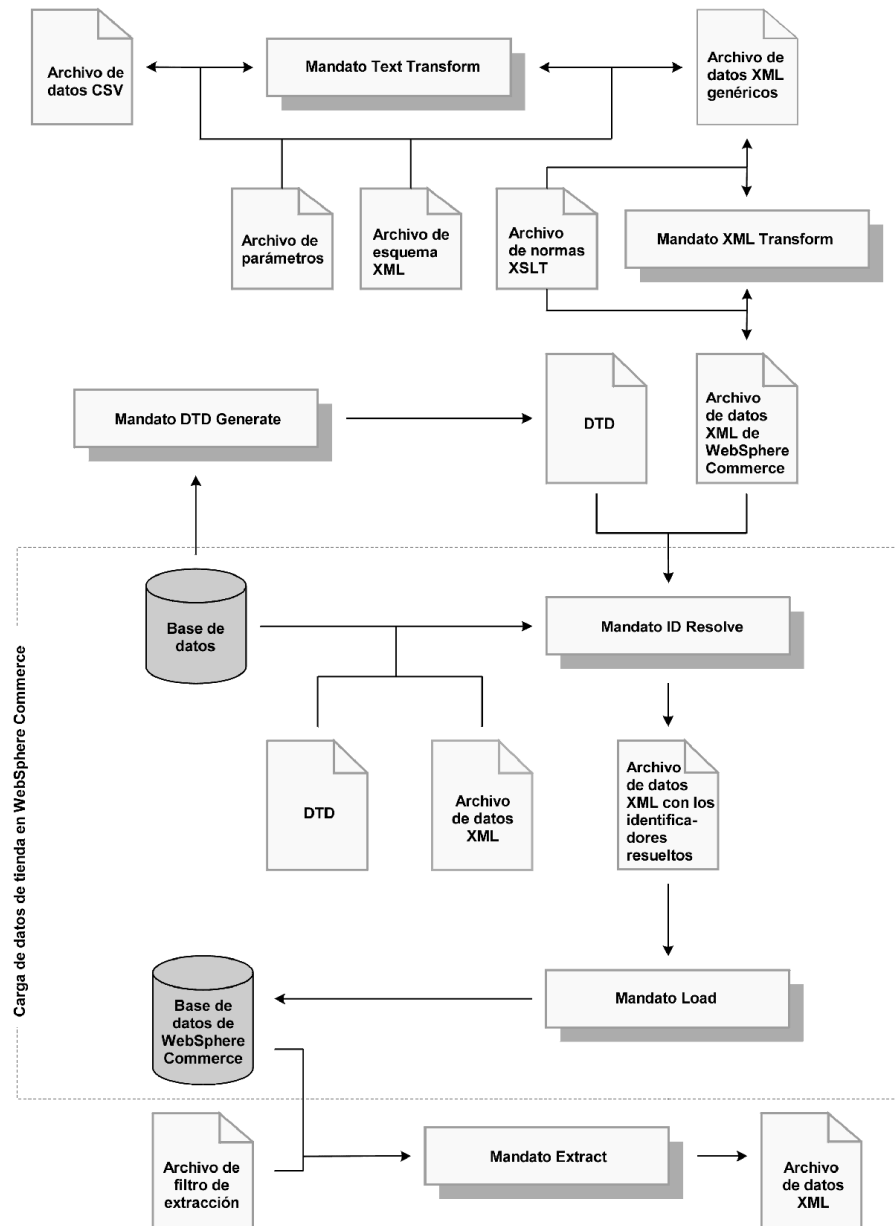 Archivo de
datos CSV
Mandato Text Transform
Archivo de
datos XML
genéricos
Archivo de
parámetros
Archivo de
esquema
XML
Archivo
de normas
XSLT
Mandato XML Transform
Mandato DTD Generate
DTD
Archivo
de datos
XML de
WebSphere
Commerce
Carga de datos de tienda en WebSphere Commerce
Base de
datos
Mandato ID Resolve
DTD
Archivo
de datos
XML
Archivo
de datos
XML con los
identifica-
dores
resueltos
Base de
datos de
WebSphere
Commerce
Mandato Load
Archivo de
filtro de
extracción
Mandato Extract
Archivo
de datos
XML